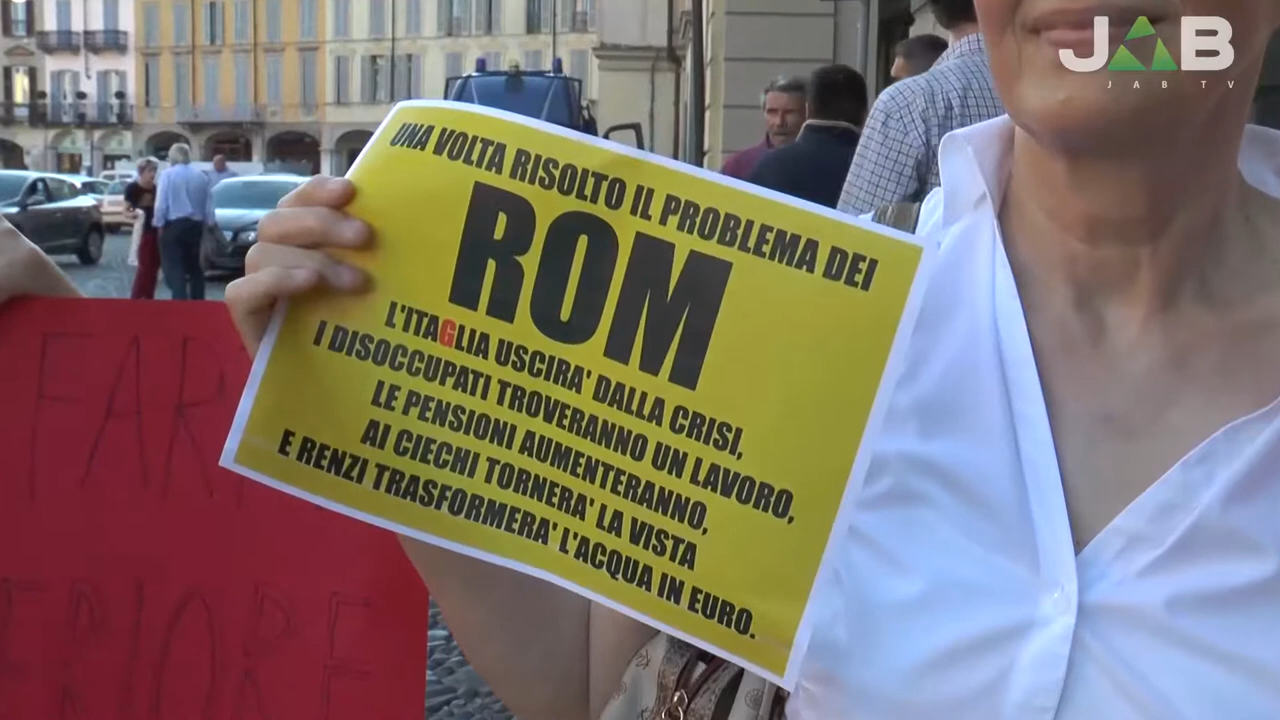 JAB
JAB TV
UNA VOLTA RISOLTO IL PROBLEMA DEI
ROM
L'ITAGLIA USCIRA' DALLA CRISI,
I DISOCCUPATI TROVERANNO UN LAVORO,
LE PENSIONI AUMENTERANNO,
AI CIECHI TORNERA' LA VISTA
E RENZI TRASFORMERA' L'ACQUA IN EURO.